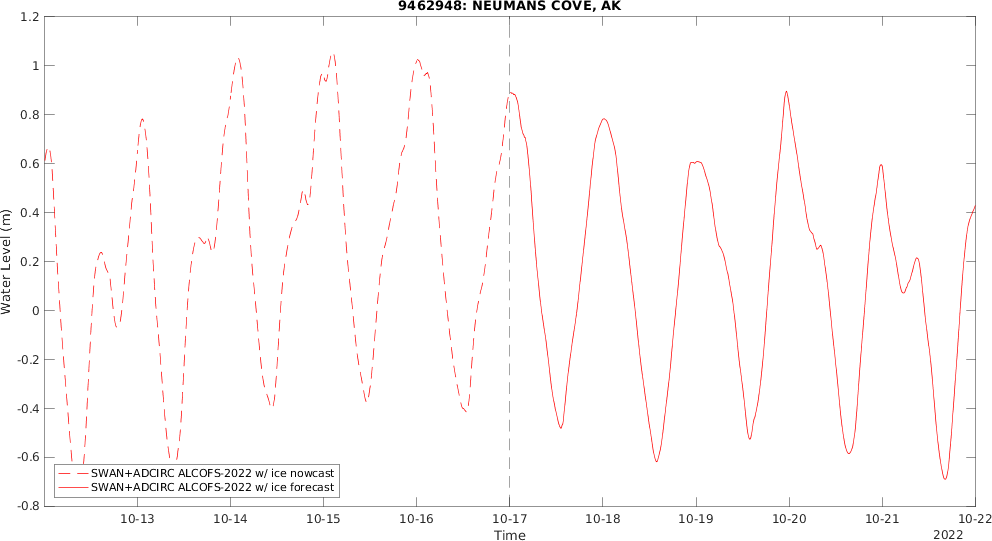 9462948: NEUMANS COVE, AK
1.2
1
0.8
0.6
0.4
0.2
0
-0.2
-0.4
-0.6
-0.8
Water Level (m)
SWAN+ADCIRC ALCOFS-2022 w/ ice nowcast
SWAN+ADCIRC ALCOFS-2022 w/ ice forecast
10-13 10-14 10-15 10-16 10-17 10-18 10-19 10-20 10-21 10-22
Time
2022